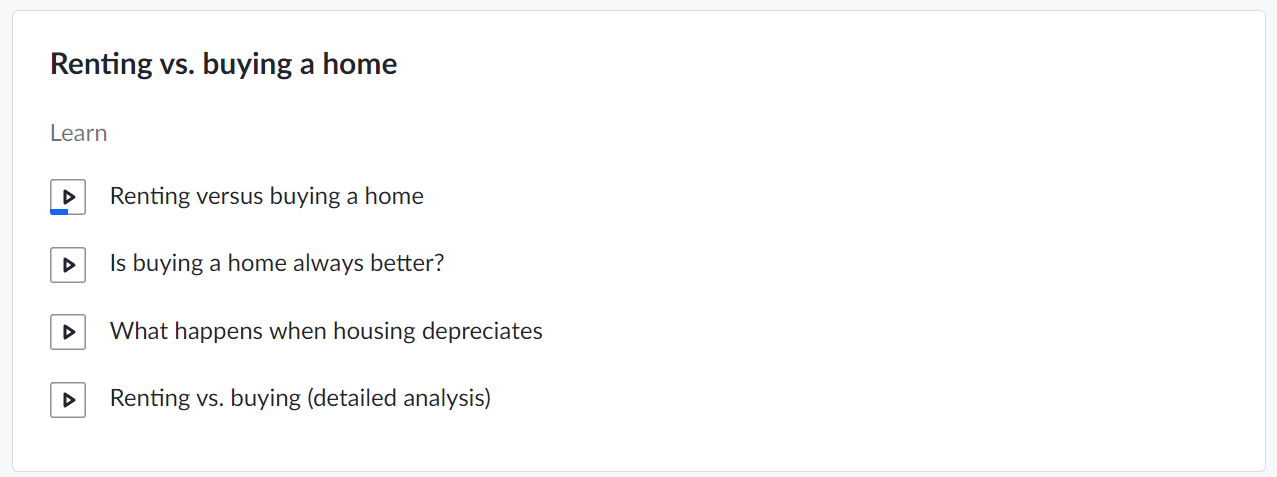 Renting vs. buying a home
Learn
Renting versus buying a home
Is buying a home always better?
What happens when housing depreciates
Renting vs. buying (detailed analysis)